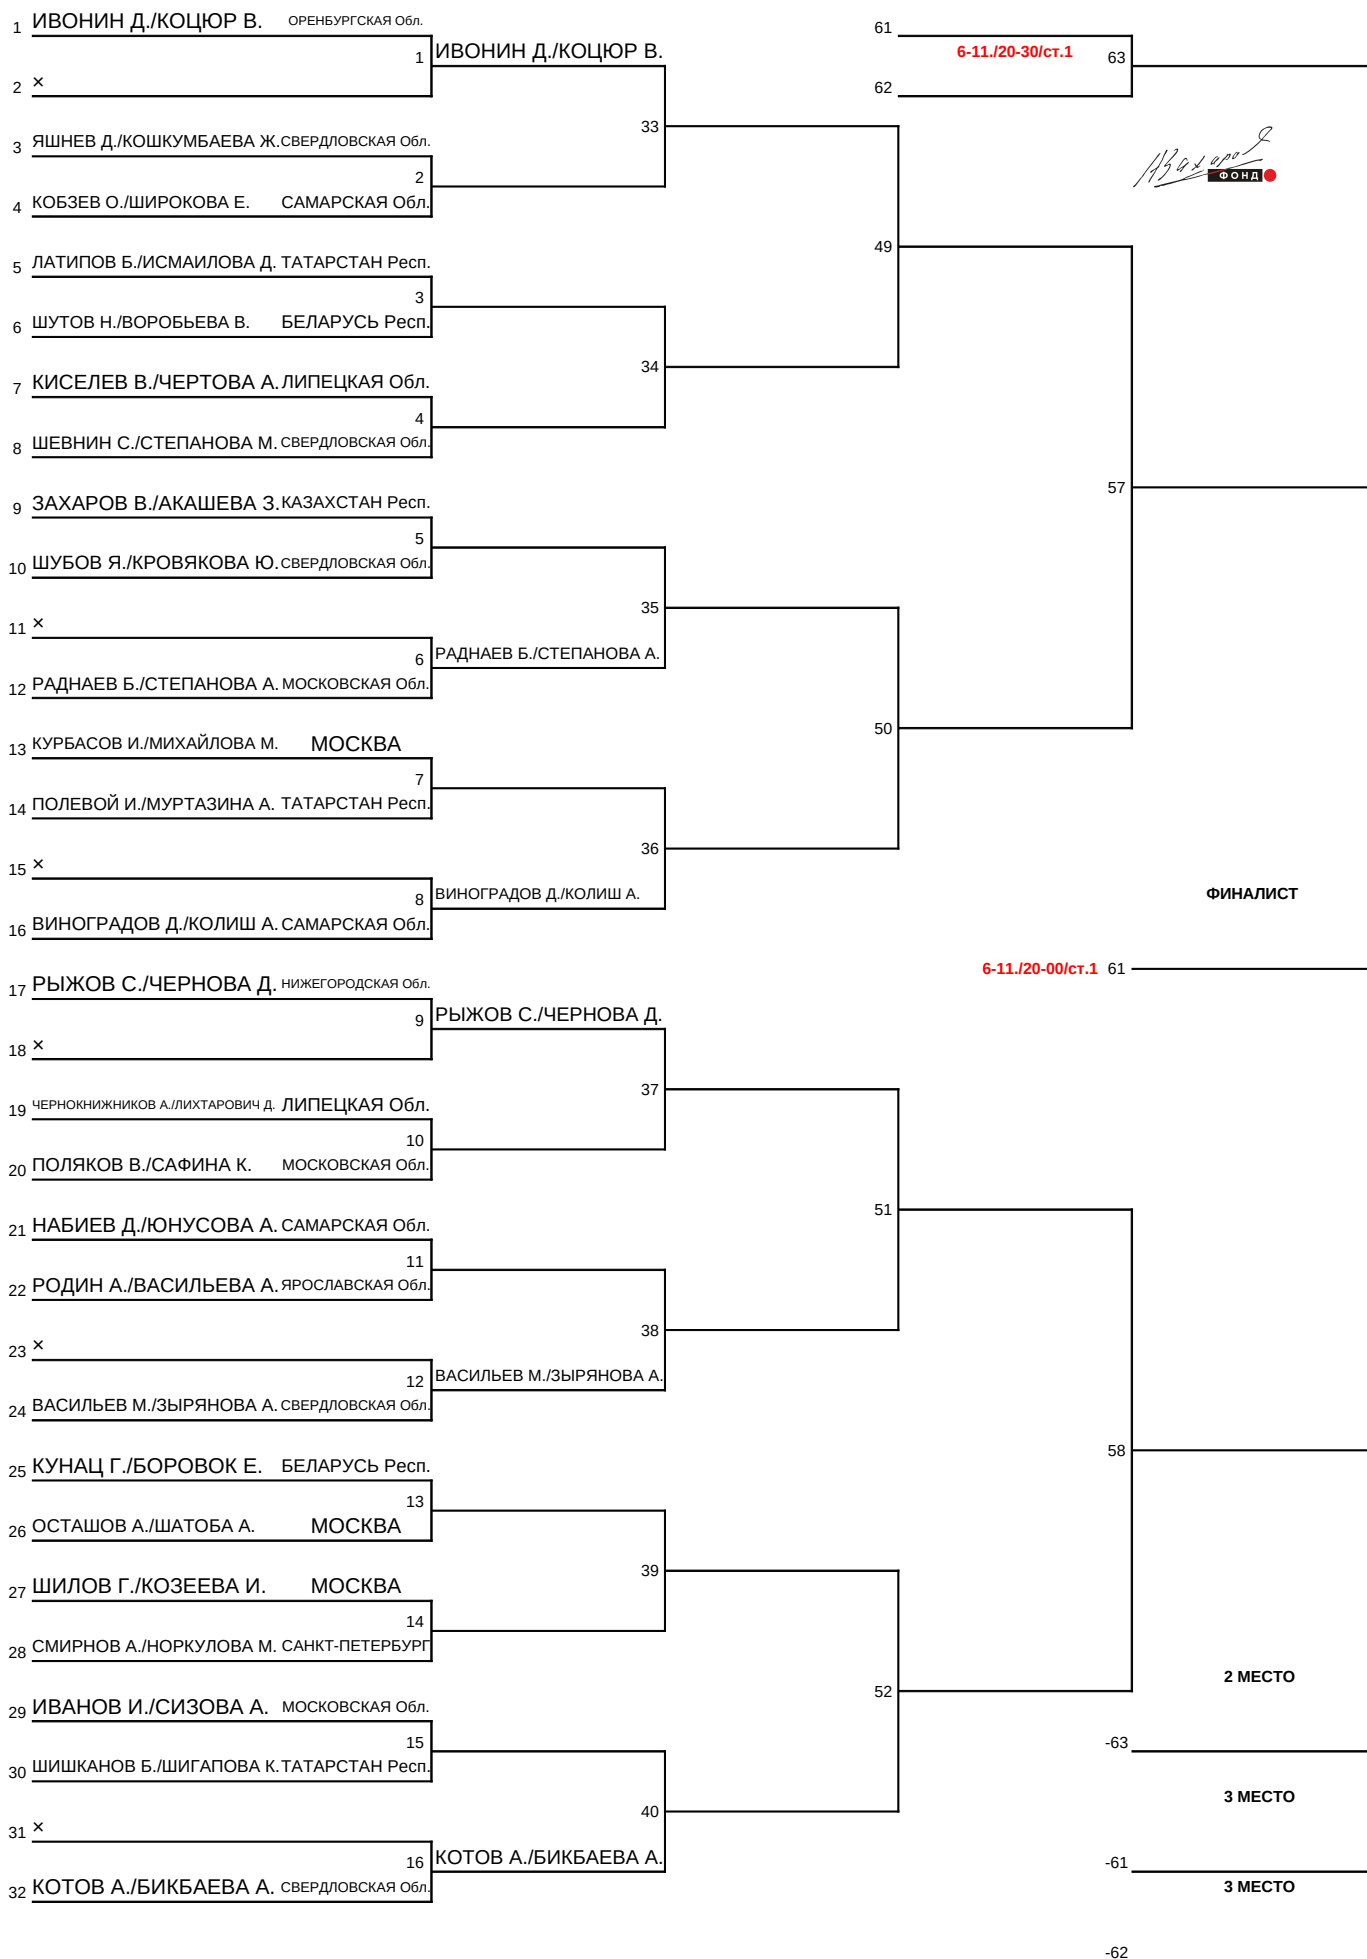 1 ИВОНИН Д./КОЦЮР В. ОРЕНБУРГСКАЯ Обл.
61
1 ИВОНИН Д./КОЦЮР В.
6-11./20-30/ст.1 63
2 ×
62
33
3 ЯШНЕВ Д./КОШКУМБАЕВА Ж. СВЕРДЛОВСКАЯ Обл.
ФОНД
2
4 КОБЗЕВ О./ШИРОКОВА Е. САМАРСКАЯ Обл.
49
5 ЛАТИПОВ Б./ИСМАИЛОВА Д. ТАТАРСТАН Респ.
3
6 ШУТОВ Н./ВОРОБЬЕВА В. БЕЛАРУСЬ Респ.
34
7 КИСЕЛЕВ В./ЧЕРТОВА А. ЛИПЕЦКАЯ Обл.
4
8 ШЕВНИН С./СТЕПАНОВА М. СВЕРДЛОВСКАЯ Обл.
57
9 ЗАХАРОВ В./АКАШЕВА З. КАЗАХСТАН Респ.
5
10 ШУБОВ Я./КРОВЯКОВА Ю. СВЕРДЛОВСКАЯ Обл.
35
11 ×
6 РАДНАЕВ Б./СТЕПАНОВА А.
12 РАДНАЕВ Б./СТЕПАНОВА А. МОСКОВСКАЯ Обл.
50
13 КУРБАСОВ И./МИХАЙЛОВА М. МОСКВА
7
14 ПОЛЕВОЙ И./МУРТАЗИНА А. ТАТАРСТАН Респ.
36
15 ×
8 ВИНОГРАДОВ Д./КОЛИШ А.
ФИНАЛИСТ
16 ВИНОГРАДОВ Д./КОЛИШ А. САМАРСКАЯ Обл.
6-11./20-00/ст.1 61
17 РЫЖОВ С./ЧЕРНОВА Д. НИЖЕГОРОДСКАЯ Обл.
9 РЫЖОВ С./ЧЕРНОВА Д.
18 ×
37
19 ЧЕРНОКНИЖНИКОВ А./ЛИХТАРОВИЧ Д. ЛИПЕЦКАЯ Обл.
10
20 ПОЛЯКОВ В./САФИНА К. МОСКОВСКАЯ Обл.
51
21 НАБИЕВ Д./ЮНУСОВА А. САМАРСКАЯ Обл.
11
22 РОДИН А./ВАСИЛЬЕВА А. ЯРОСЛАВСКАЯ Обл.
38
23 ×
12 ВАСИЛЬЕВ М./ЗЫРЯНОВА А.
24 ВАСИЛЬЕВ М./ЗЫРЯНОВА А. СВЕРДЛОВСКАЯ Обл.
58
25 КУНАЦ Г./БОРОВОК Е. БЕЛАРУСЬ Респ.
13
26 ОСТАШОВ А./ШАТОБА А. МОСКВА
39
27 ШИЛОВ Г./КОЗЕЕВА И. МОСКВА
14
28 СМИРНОВ А./НОРКУЛОВА М. САНКТ-ПЕТЕРБУРГ
2 МЕСТО
52
29 ИВАНОВ И./СИЗОВА А. МОСКОВСКАЯ Обл.
15
-63
30 ШИШКАНОВ Б./ШИГАПОВА К. ТАТАРСТАН Респ.
3 МЕСТО
40
31 ×
16 КОТОВ А./БИКБАЕВА А.
-61
32 КОТОВ А./БИКБАЕВА А. СВЕРДЛОВСКАЯ Обл.
3 МЕСТО
-62